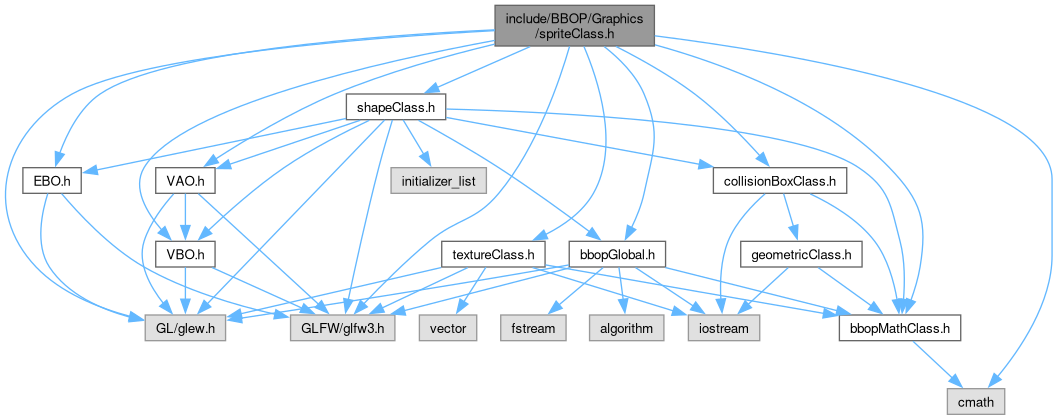 include/BBOP/Graphics
/spriteClass.h
shapeClass.h
EBO.h
VAO.h
initializer_list
collisionBoxClass.h
VBO.h
textureClass.h
bbopGlobal.h
geometricClass.h
GL/glew.h
GLFW/glfw3.h
vector
fstream
algorithm
iostream
bbopMathClass.h
cmath